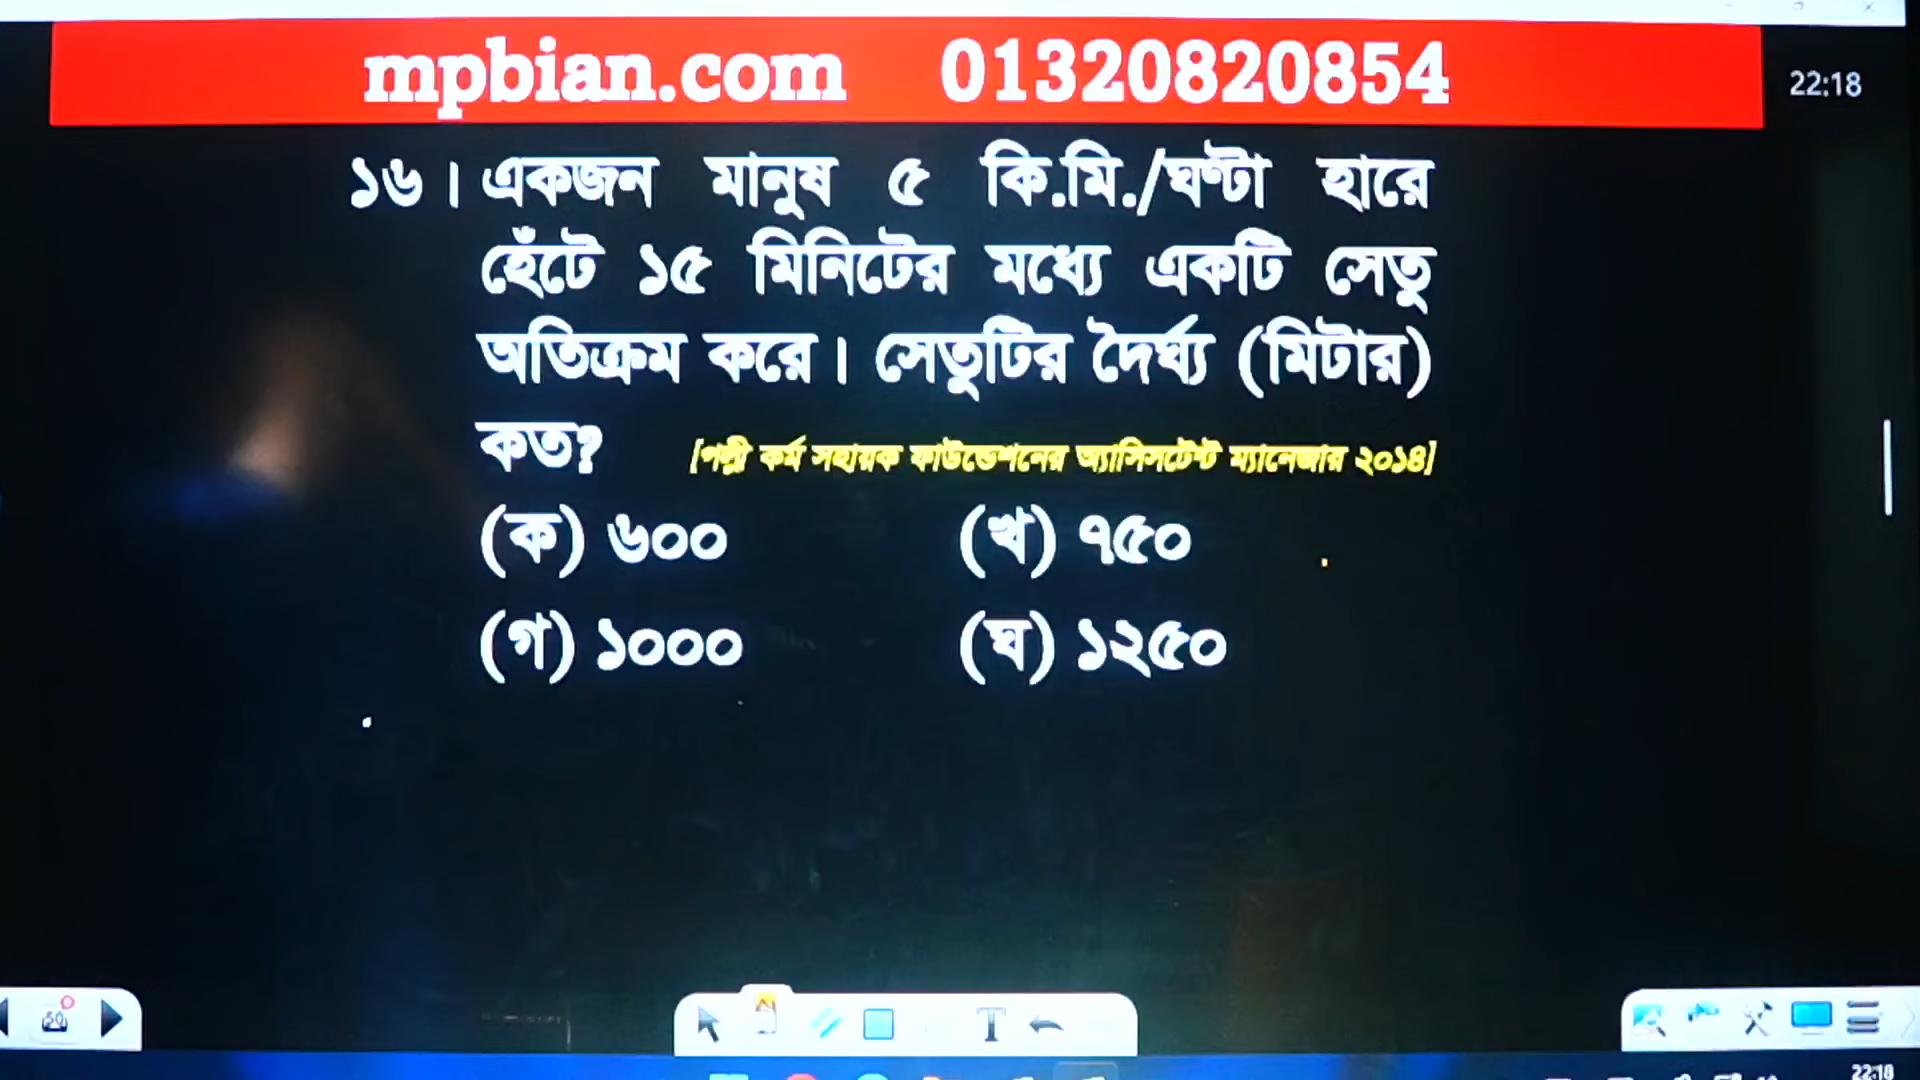 mpbian.com 01320820854
22:18
১৬। একজন মানুষ ৫ কি.মি./ঘণ্টা হারে
হেঁটে ১৫ মিনিটের মধ্যে একটি সেতু
অতিক্রম করে। সেতুটির দৈর্ঘ্য (মিটার)
কত? [পল্লী কর্ম সহায়ক ফাউন্ডেশনের অ্যাসিসটেন্ট ম্যানেজার ২০১৪]
(ক) ৬০০ (খ) ৭৫০
(গ) ১০০০ (ঘ) ১২৫০
50
T
22:18